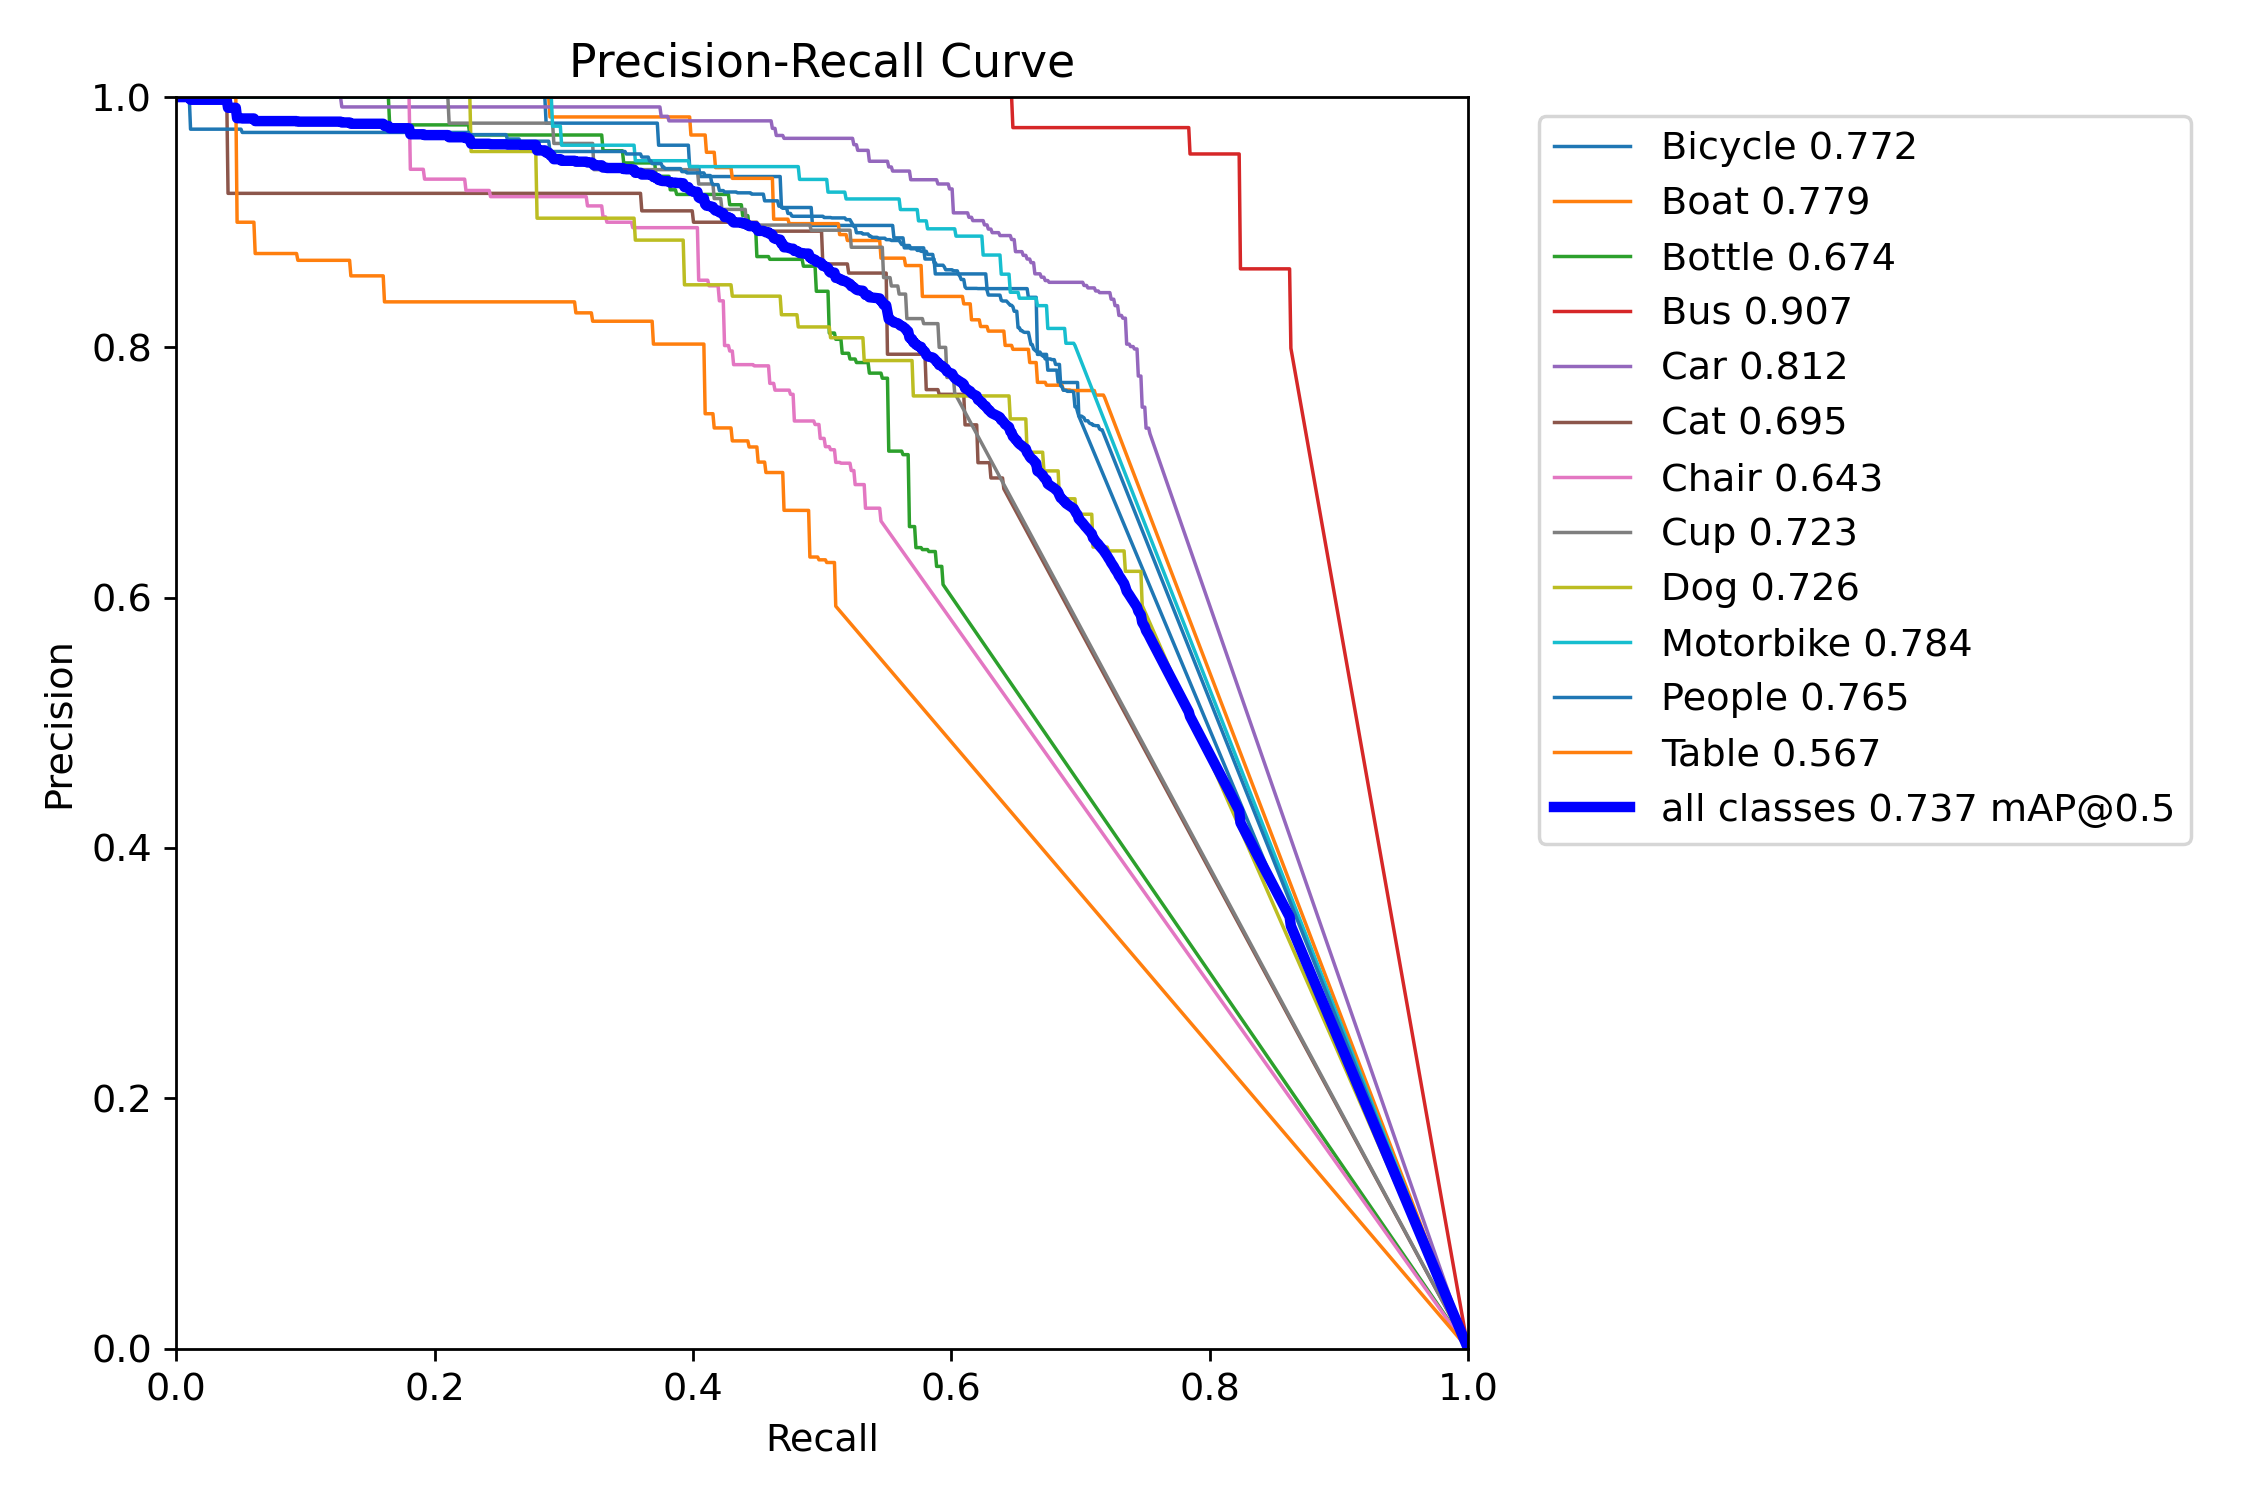 Precision-Recall Curve
1.0
0.8
0.6
0.4
0.2
0.0
Precision
0.0 0.2 0.4 0.6 0.8 1.0
Recall
Bicycle 0.772
Boat 0.779
Bottle 0.674
Bus 0.907
Car 0.812
Cat 0.695
Chair 0.643
Cup 0.723
Dog 0.726
Motorbike 0.784
People 0.765
Table 0.567
all classes 0.737 mAP@0.5